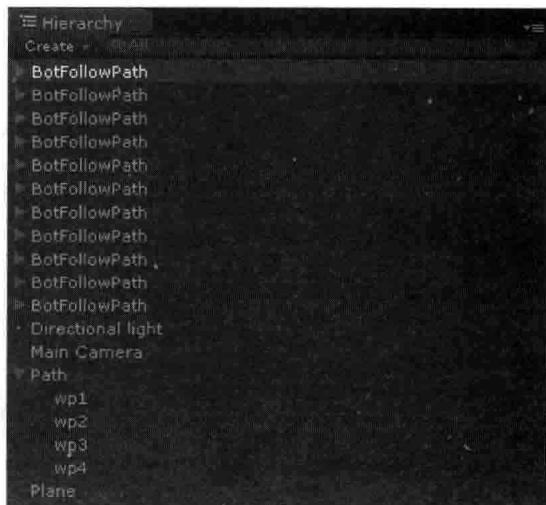 Hierarchy
Create All
BotFollowPath
BotFollowPath
BotFollowPath
BotFollowPath
BotFollowPath
BotFollowPath
BotFollowPath
BotFollowPath
BotFollowPath
BotFollowPath
BotFollowPath
Directional light
Main Camera
Path
wp1
wp2
wp3
wp4
Plane